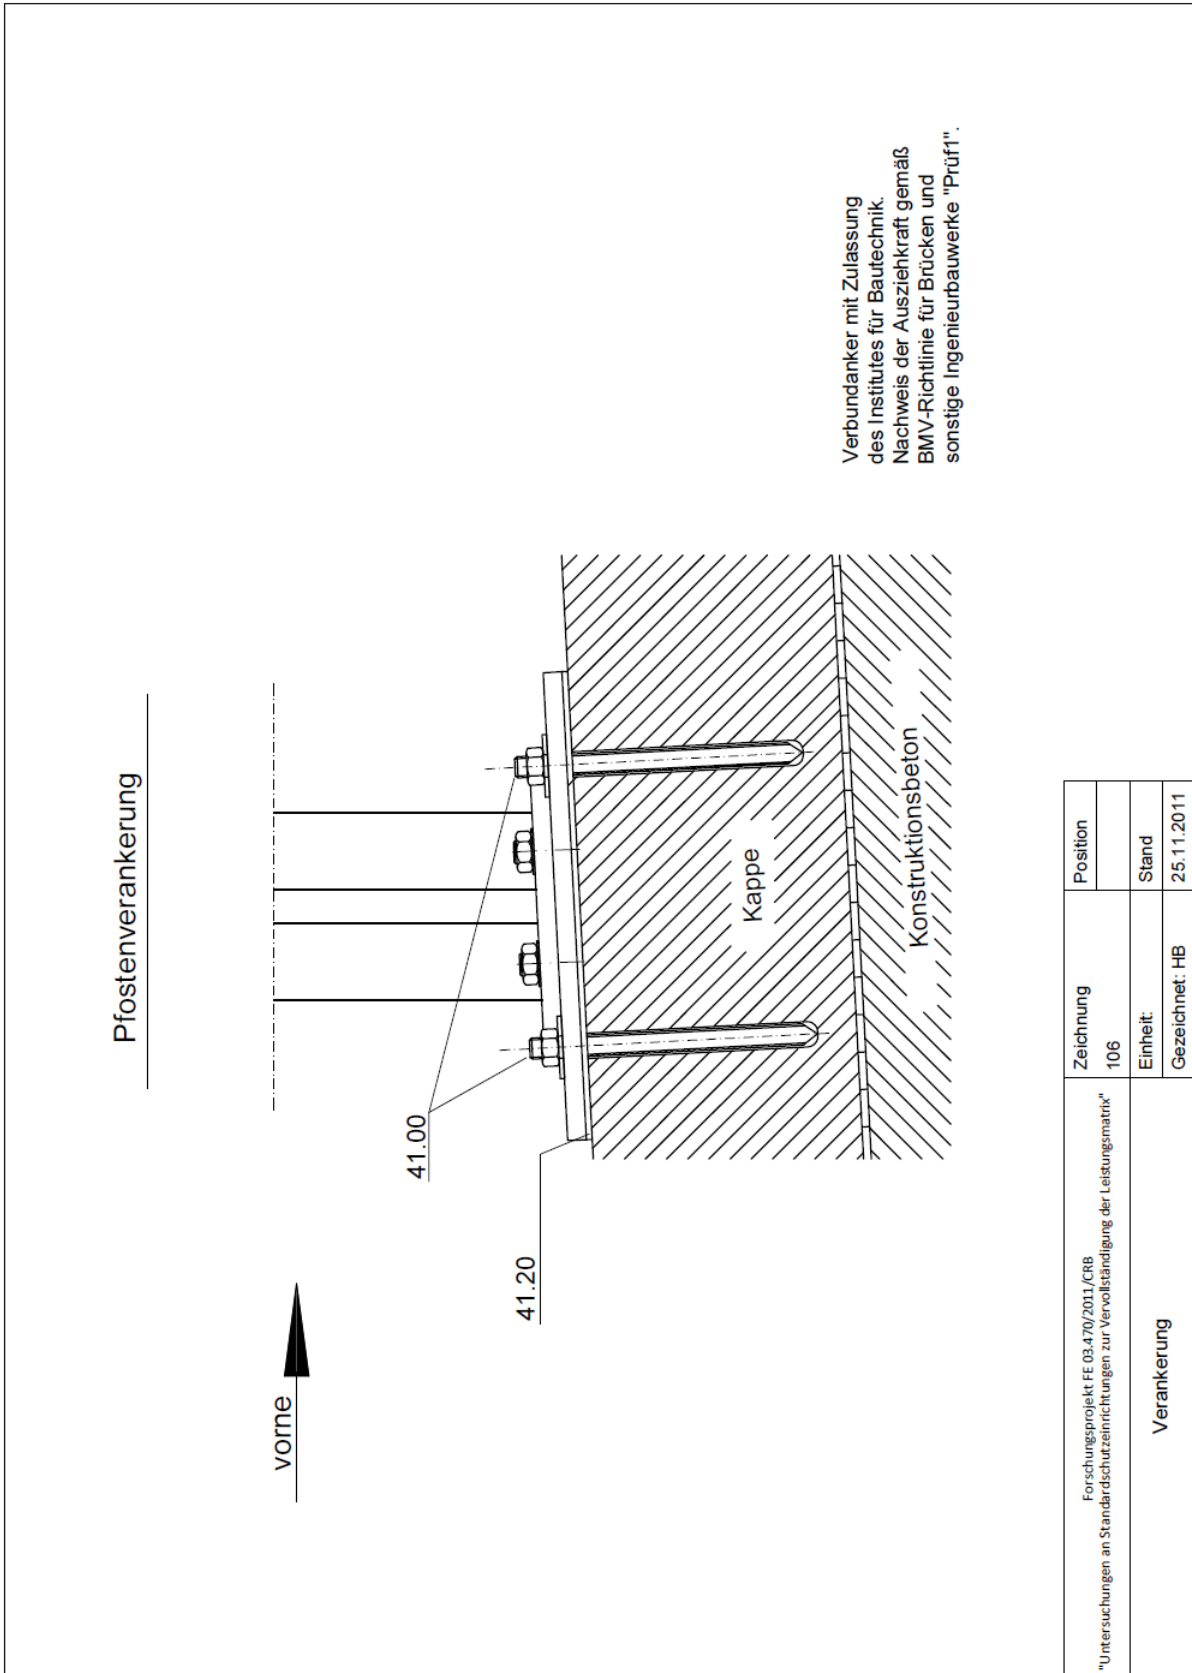 Pfostenverankerung
vorne
41.00
41.20
Kappe
Konstruktionsbeton
Verbundanker mit Zulassung
des Institutes für Bautechnik.
Nachweis der Ausziehkraft gemäß
BMV-Richtlinie für Brücken und
sonstige Ingenieurbauwerke "Prüf1".
Forschungsprojekt FE 03.470/2011/CRB
"Untersuchungen an Standardschutzeinrichtungen zur Vervollständigung der Leistungsmatrix"
Zeichnung
106
Position
Verankerung
Einheit:
Stand
Gezeichnet: HB
25.11.2011